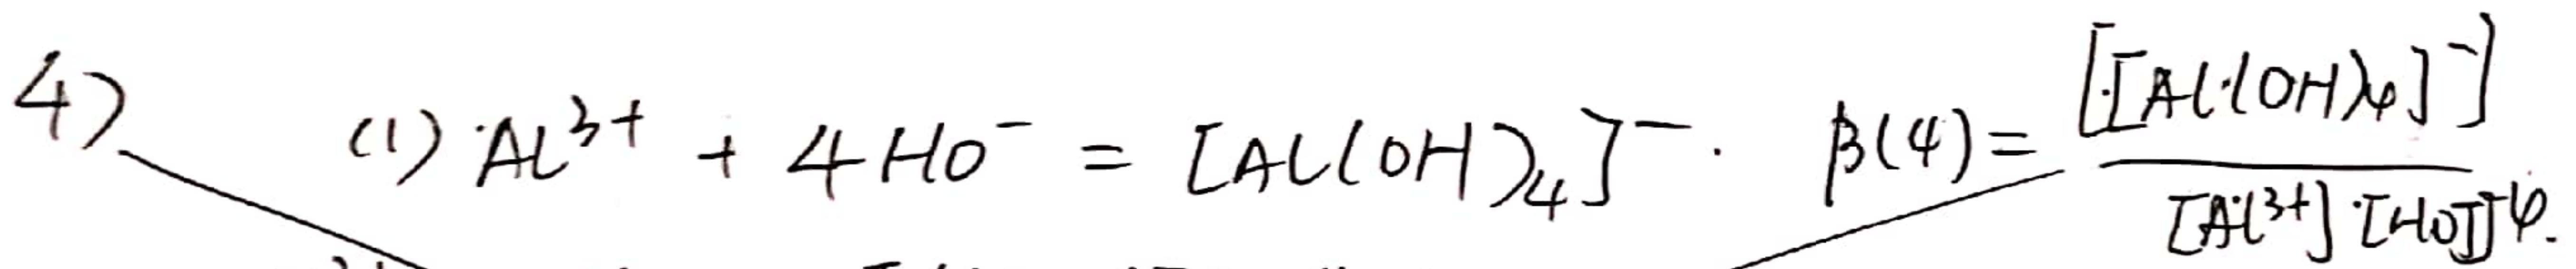 4) (1) Al³⁺ + 4HO⁻ = [Al(OH)₄]⁻. β(4) = [[Al(OH)₄]⁻] / [Al³⁺]·[HO⁻]⁴.